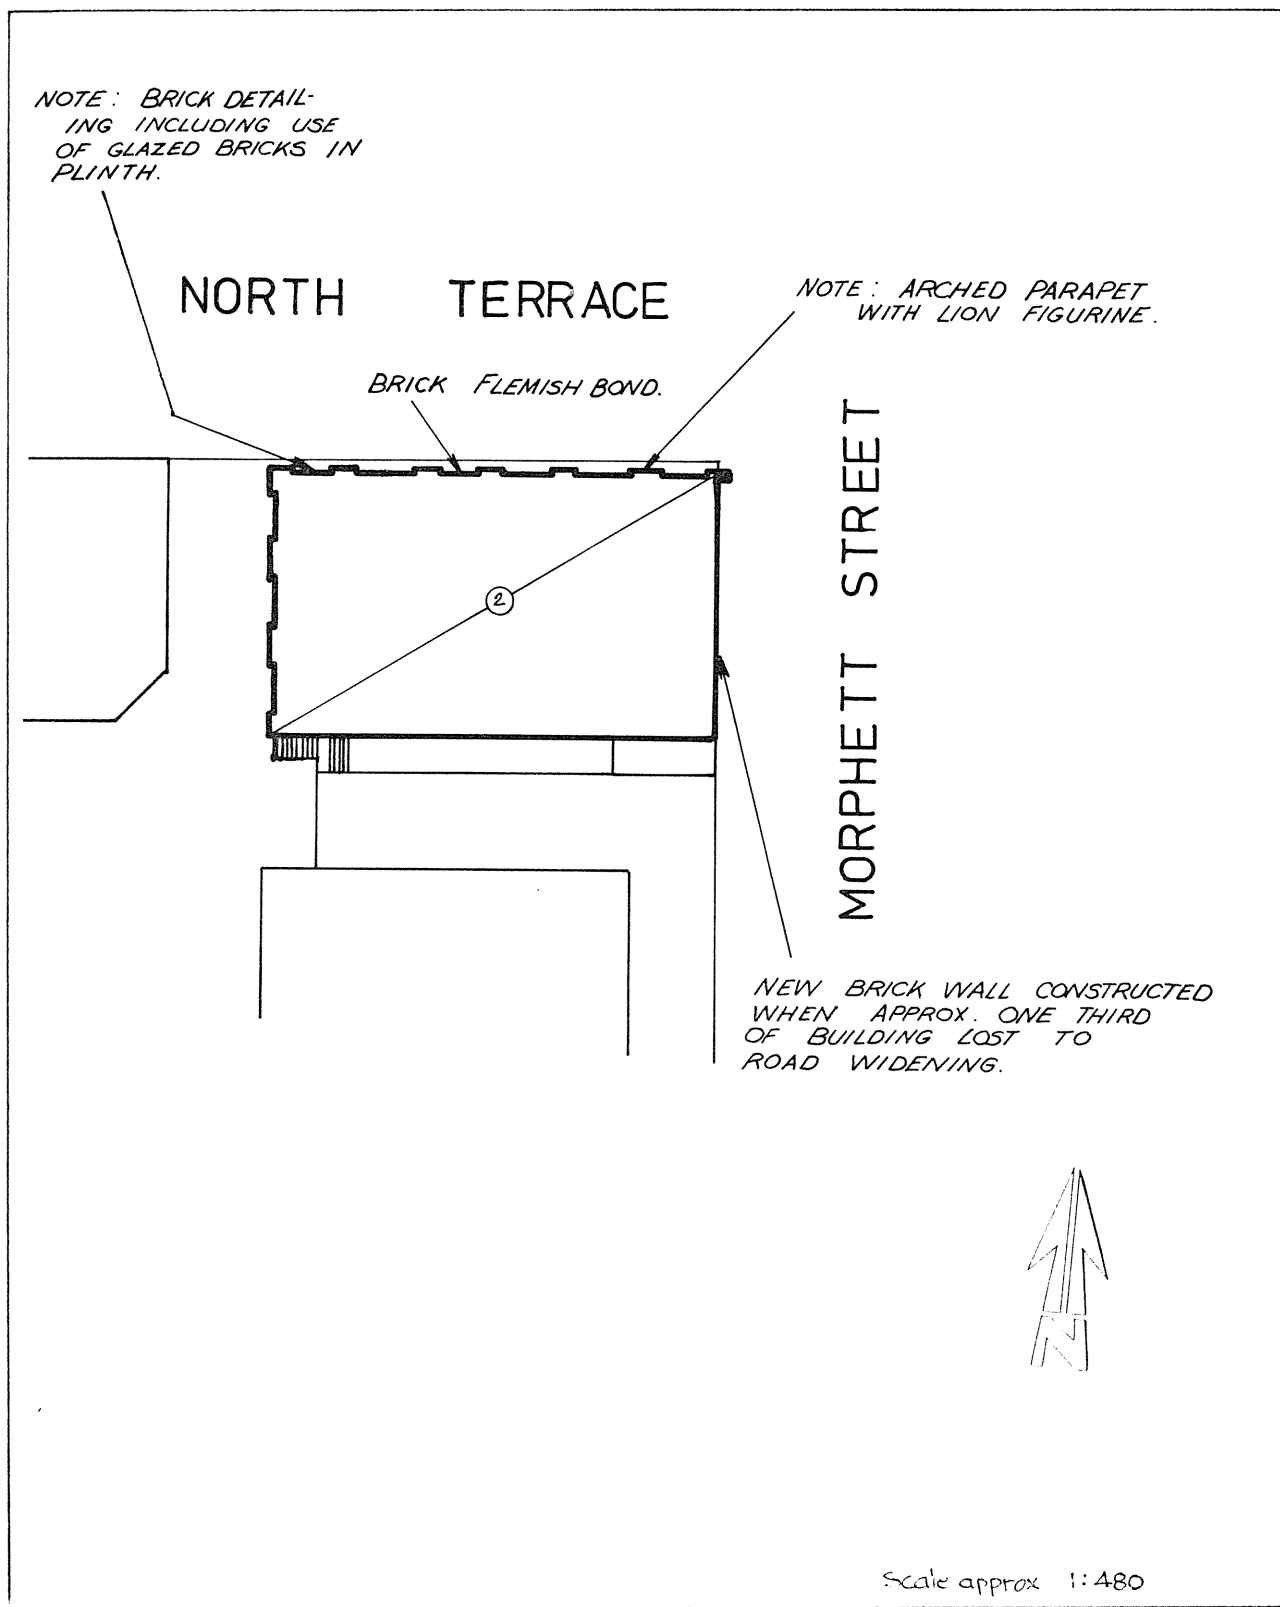 NOTE: BRICK DETAIL-
ING INCLUDING USE
OF GLAZED BRICKS IN
PLINTH.
NORTH TERRACE
NOTE: ARCHED PARAPET
WITH LION FIGURINE.
BRICK FLEMISH BOND.
MORPHETT STREET
2
NEW BRICK WALL CONSTRUCTED
WHEN APPROX. ONE THIRD
OF BUILDING LOST TO
ROAD WIDENING.
N
Scale approx 1:480